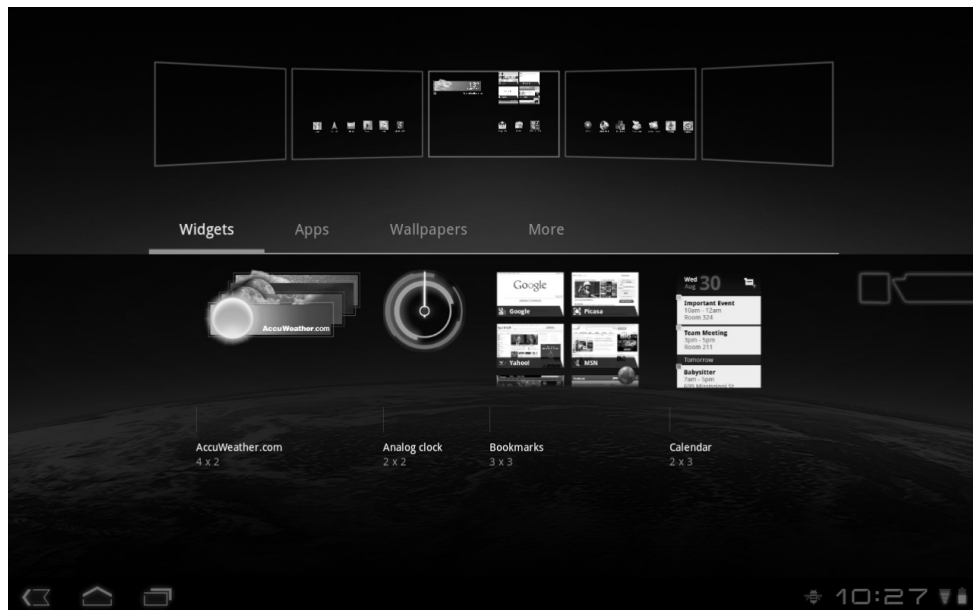 Widgets Apps Wallpapers More
AccuWeather.com
Google
Google
Picasa
Yahoo!
MSN
Wed
Aug 30
Important Event
10am - 12am
Room 324
Team Meeting
3pm - 5pm
Room 211
Tomorrow
Babysitter
7am - 5pm
AccuWeather.com
4 x 2
Analog clock
2 x 2
Bookmarks
3 x 3
Calendar
2 x 3
10:27